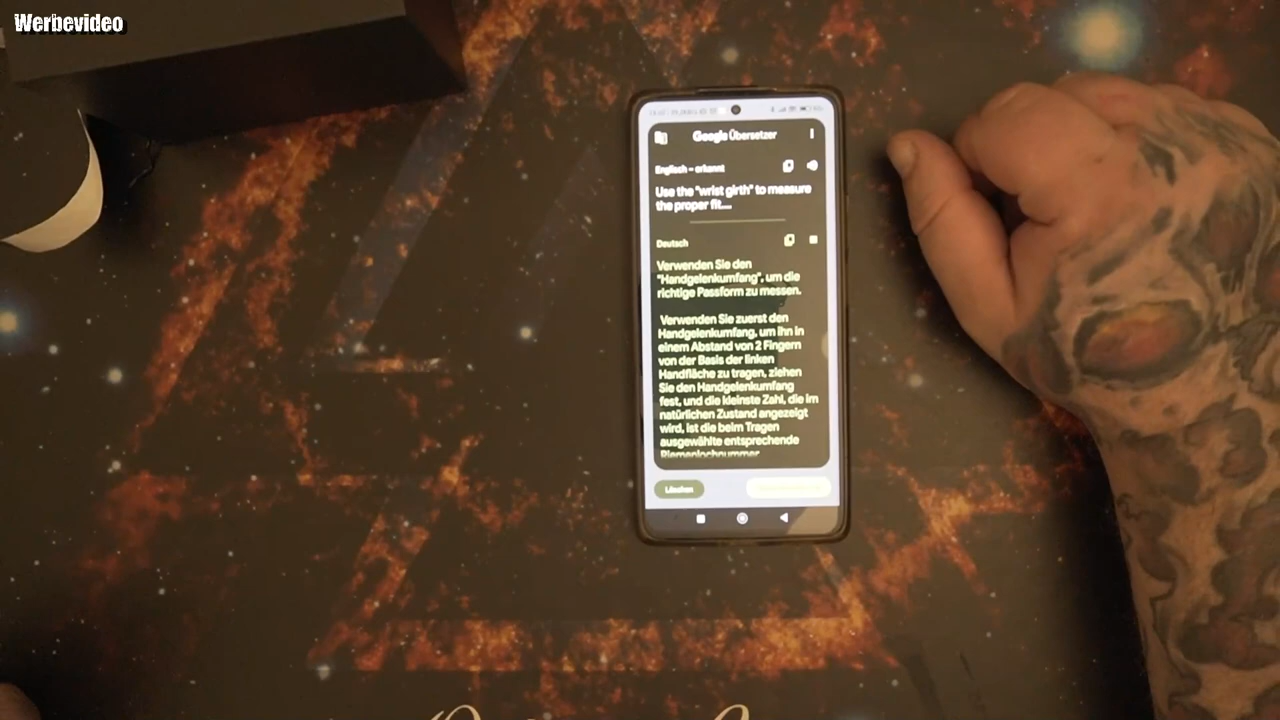 Werbevideo
Google Übersetzer
Englisch – erkannt
Use the "wrist girth" to measure
the proper fit....
Deutsch
Verwenden Sie den
"Handgelenkumfang", um die
richtige Passform zu messen.
Verwenden Sie zuerst den
Handgelenkumfang, um ihn in
einem Abstand von 2 Fingern
von der Basis der linken
Handfläche zu tragen, ziehen
Sie den Handgelenkumfang
fest, und die kleinste Zahl, die im
natürlichen Zustand angezeigt
wird, ist die beim Tragen
ausgewählte entsprechende
Riemenlochnummer
Löschen